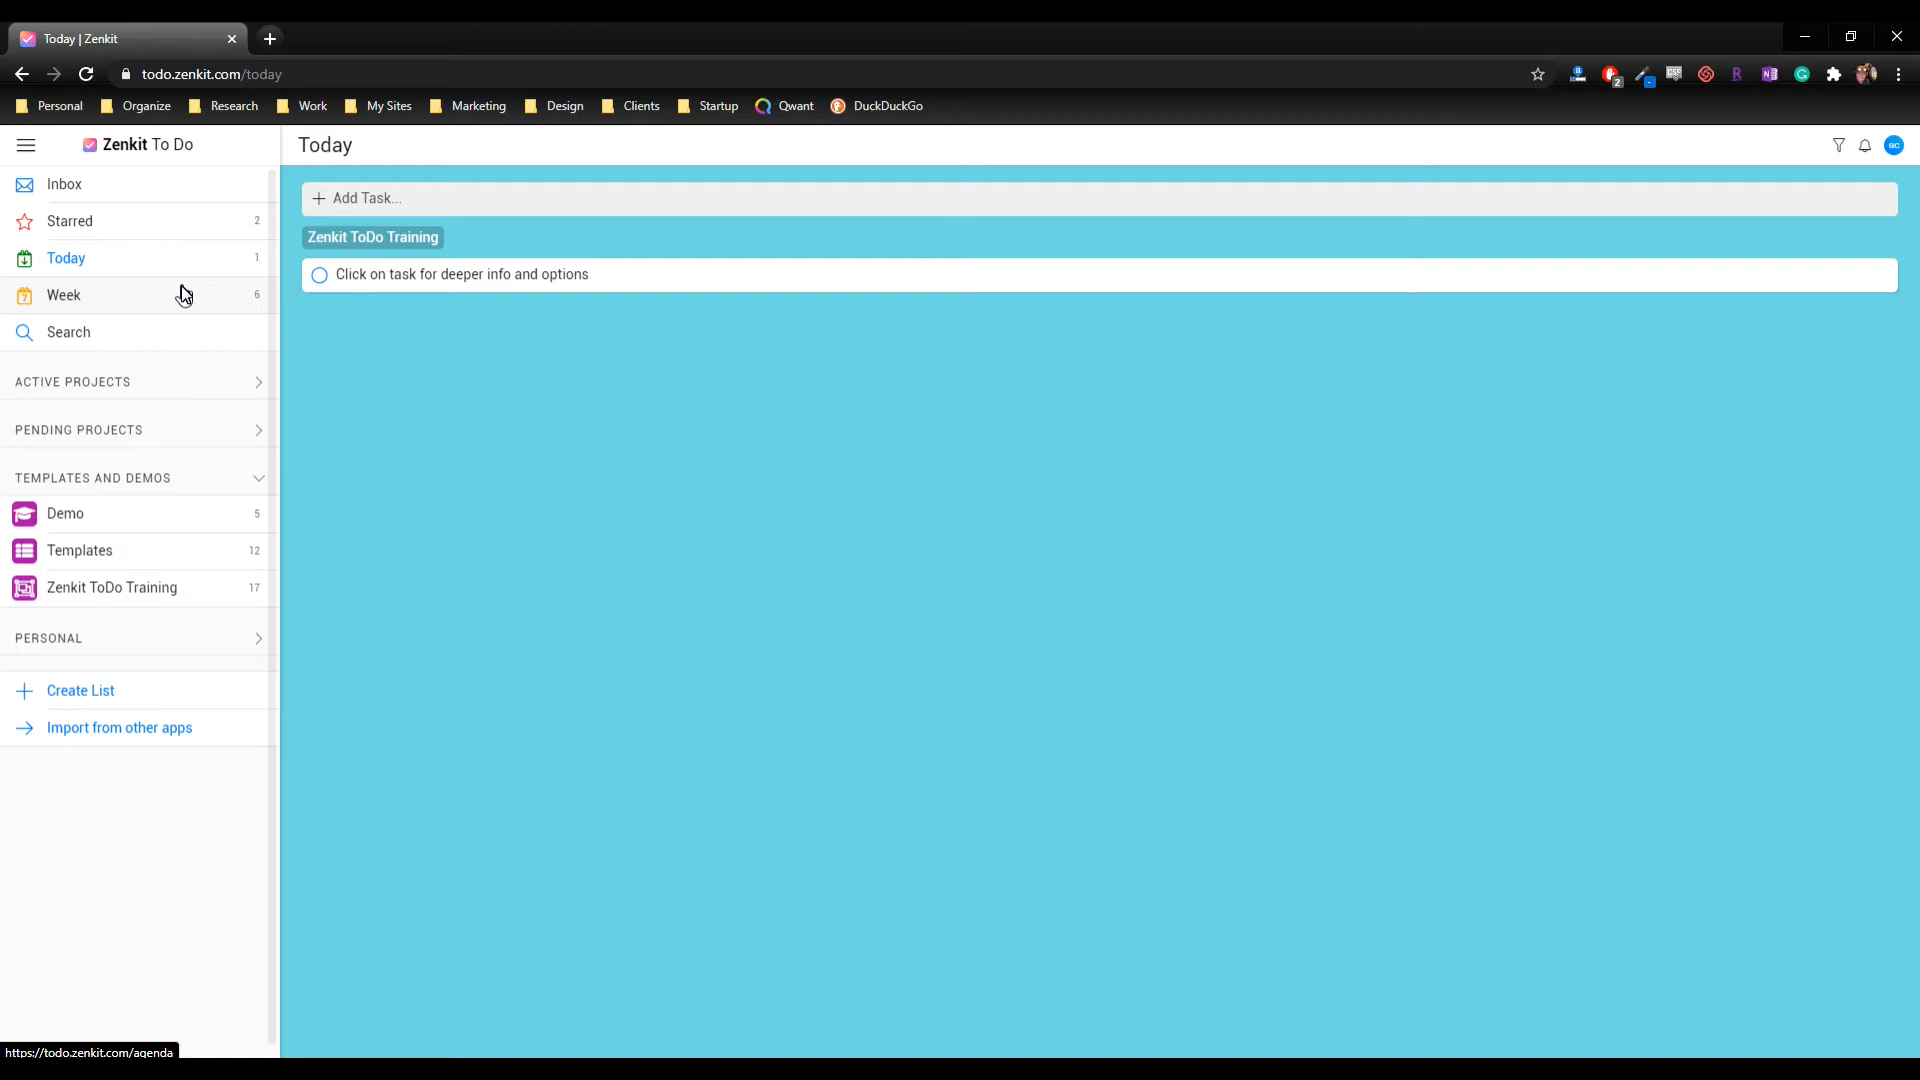 Today | Zenkit
todo.zenkit.com/today
Personal Organize Research Work My Sites Marketing Design Clients Startup Qwant DuckDuckGo
Zenkit To Do
Today
Inbox
Starred 2
Today 1
Week 6
Search
ACTIVE PROJECTS
PENDING PROJECTS
TEMPLATES AND DEMOS
Demo 5
Templates 12
Zenkit ToDo Training 17
PERSONAL
Create List
Import from other apps
Add Task...
Zenkit ToDo Training
Click on task for deeper info and options
https://todo.zenkit.com/agenda